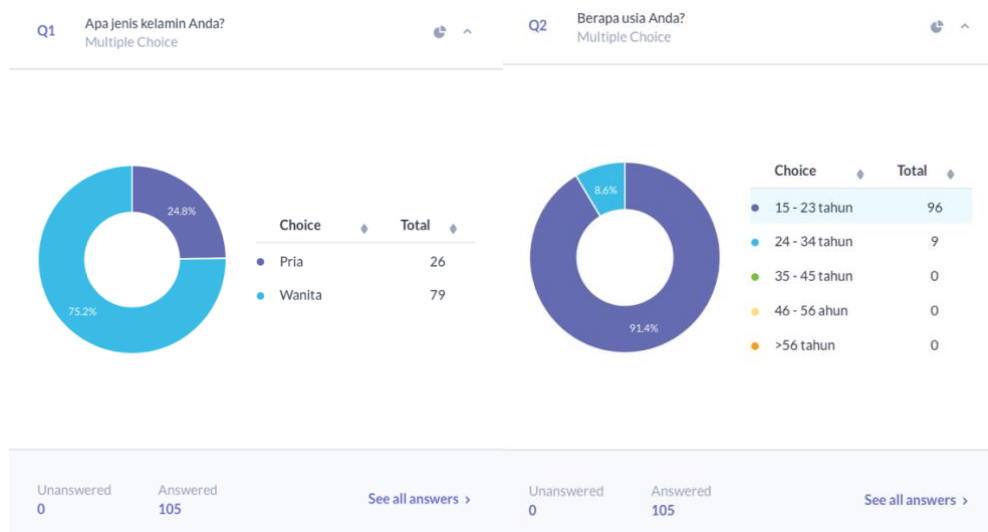 Q1
Apa jenis kelamin Anda?
Multiple Choice
24.8%
75.2%
Choice Total
Pria 26
Wanita 79
Unanswered Answered
0 105
See all answers >
Q2
Berapa usia Anda?
Multiple Choice
8.6%
91.4%
Choice Total
15 - 23 tahun 96
24 - 34 tahun 9
35 - 45 tahun 0
46 - 56 ahun 0
>56 tahun 0
Unanswered Answered
0 105
See all answers >